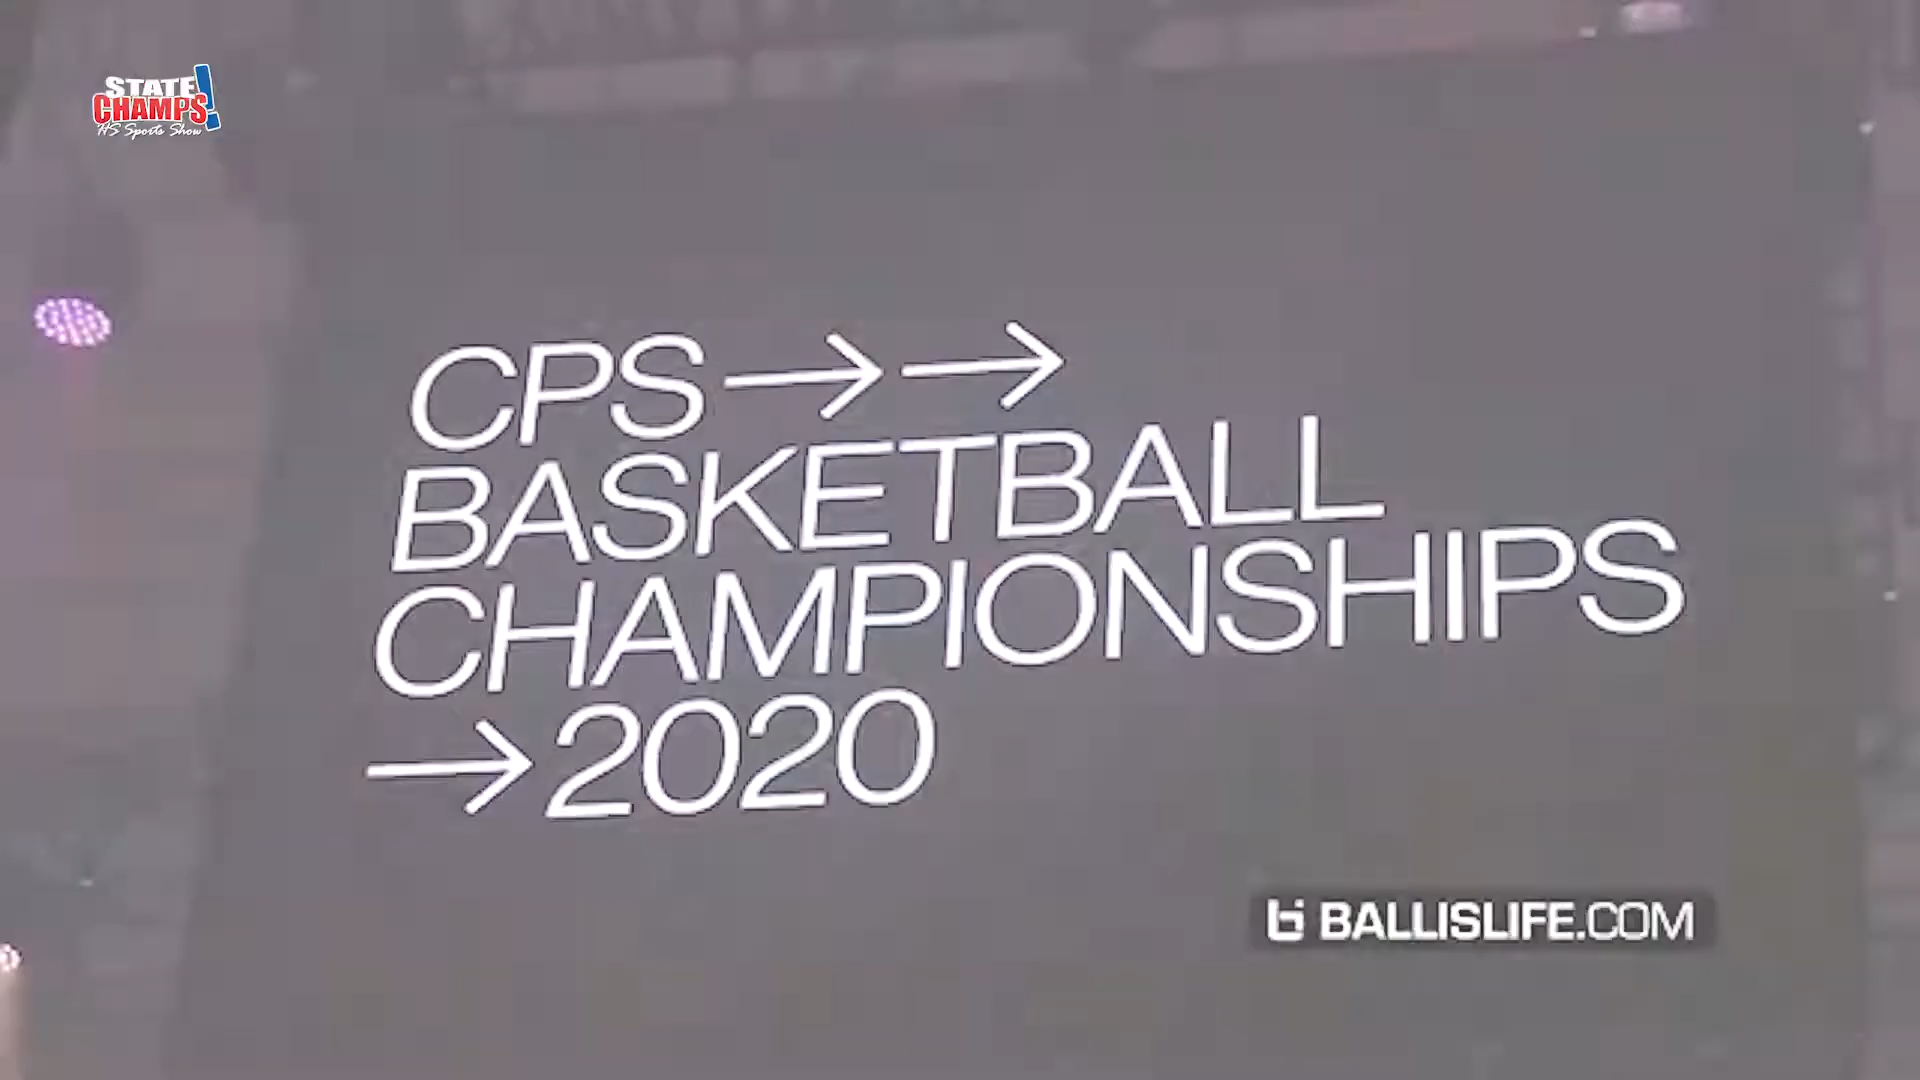 STATE
CHAMPS!
HS Sports Show
CPS→→
BASKETBALL
CHAMPIONSHIPS
→2020
BALLISLIFE.COM